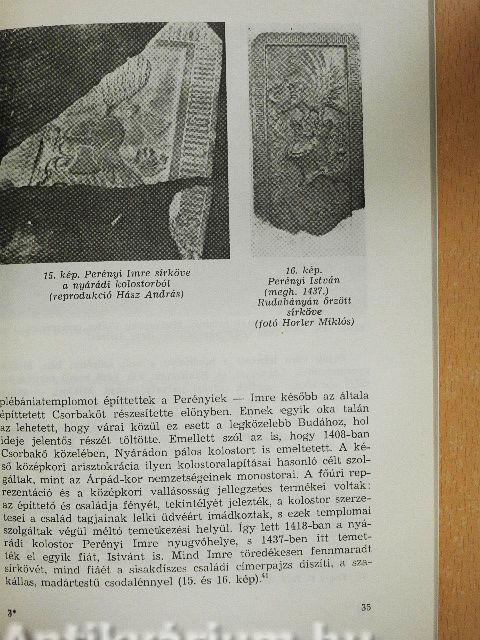 15. kép. Perényi Imre sírköve
a nyárádi kolostorból
(reprodukció Hász András)
16. kép.
Perényi István
(megh. 1437.)
Rudabányán őrzött
sírköve
(fotó Horler Miklós)
plébániatemplomot építtettek a Perényiek — Imre később az általa
építtetett Csorbakőt részesítette előnyben. Ennek egyik oka talán
az lehetett, hogy várai közül ez esett a legközelebb Budához, hol
ideje jelentős részét töltötte. Emellett szól az is, hogy 1408-ban
Csorbakő közelében, Nyárádon pálos kolostort is emeltetett. A ké-
ső középkori arisztokrácia ilyen kolostoralapításai hasonló célt szol-
gáltak, mint az Árpád-kor nemzetségeinek monostorai. A főúri rep-
rezentáció és a középkori vallásosság jellegzetes termékei voltak:
az építtető és családja fényét, tekintélyét jelezték, a kolostor szerze-
tesei a család tagjainak lelki üdvéért imádkoztak, s ezek templomai
szolgáltak végül méltó temetkezési helyül. Így lett 1418-ban a nyá-
rádi kolostor Perényi Imre nyugvóhelye, s 1437-ben itt temet-
ték el egyik fiát, Istvánt is. Mind Imre töredékesen fennmaradt
sírkövét, mind fiáét a sisakdíszes családi címerpajzs díszíti, a sza-
kállas, madártestű csodalénnyel (15. és 16. kép).⁴¹
3*
35
Antikvárium.hu